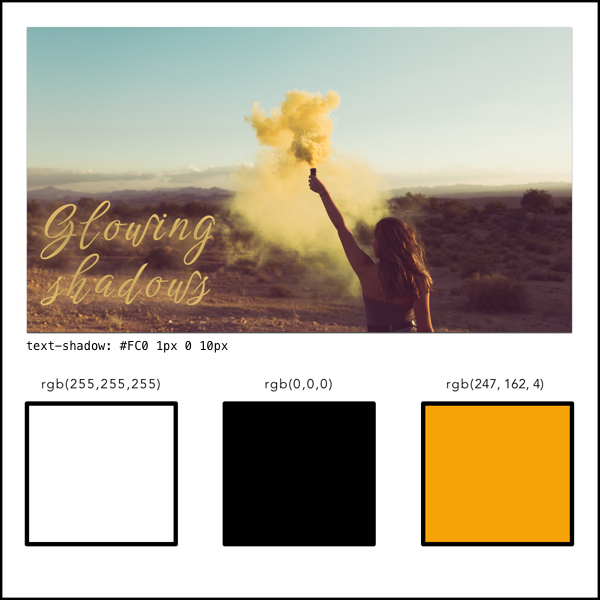 Glowing
shadows
text-shadow: #FC0 1px 0 10px
rgb(255,255,255)
rgb(0,0,0)
rgb(247, 162, 4)